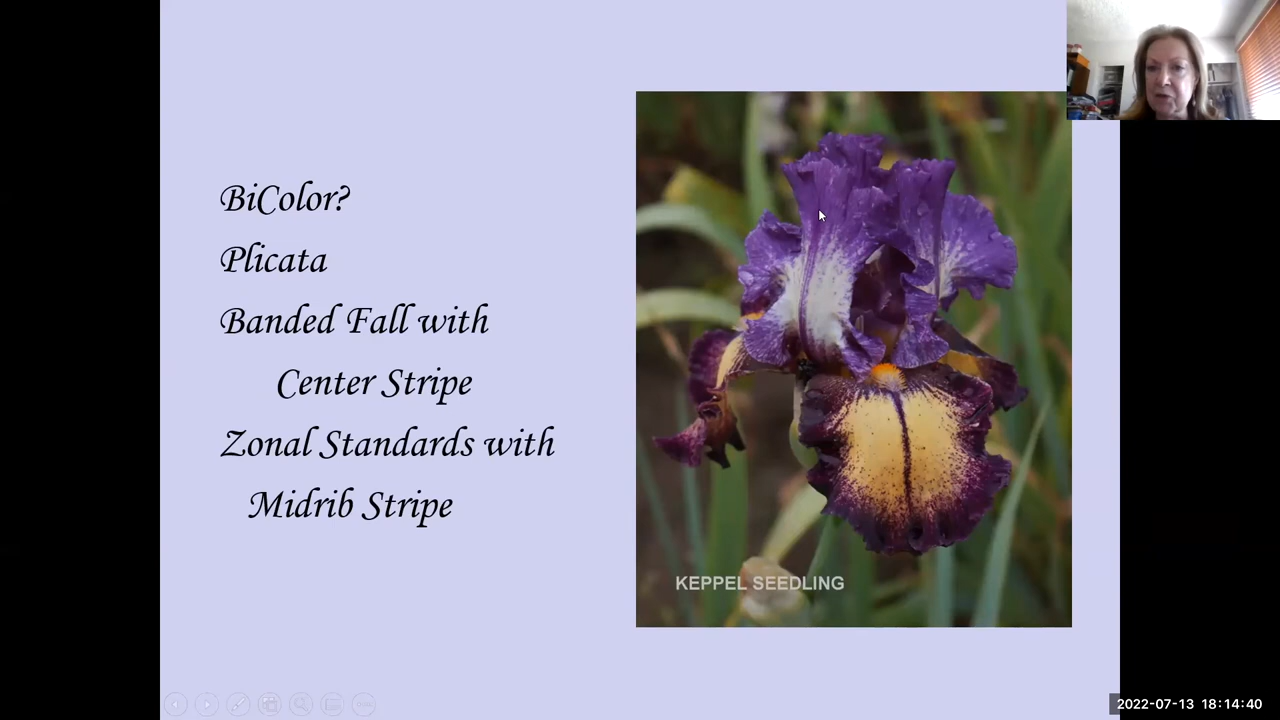 BiColor?
Plicata
Banded Fall with
Center Stripe
Zonal Standards with
Midrib Stripe
KEPPEL SEEDLING
2022-07-13 18:14:40